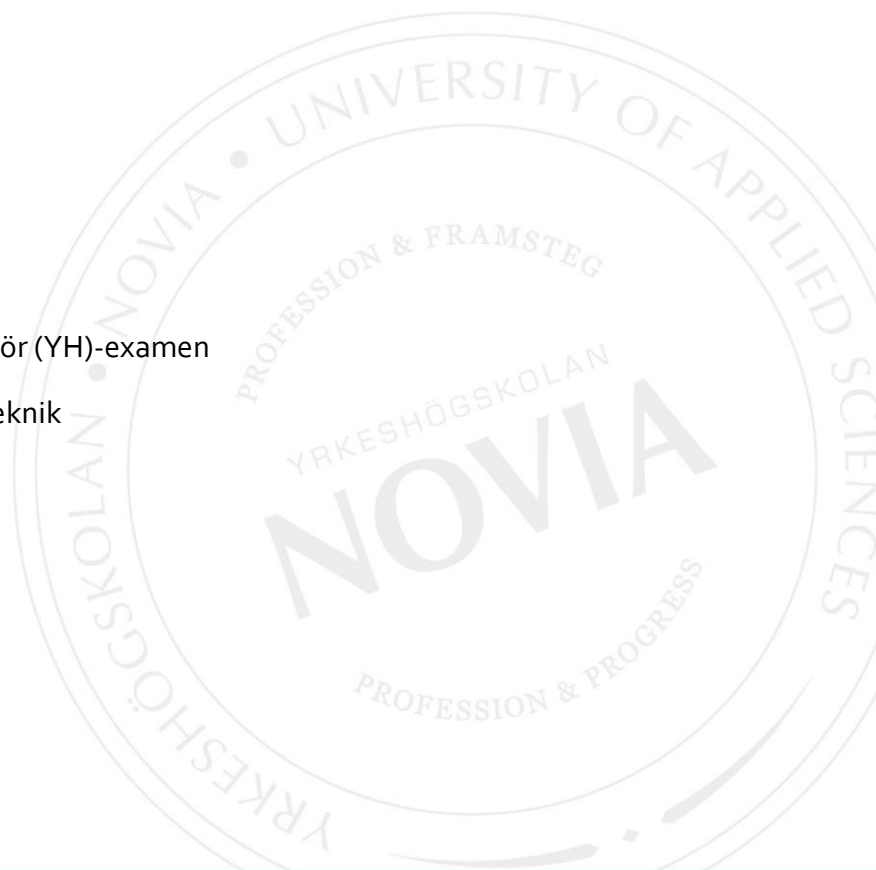 ör (YH)-examen
eknik
YRKESHÖGSKOLAN • NOVIA • UNIVERSITY OF APPLIED SCIENCES
PROFESSION & FRAMSTEG
YRKESHÖGSKOLAN
NOVIA
PROFESSION & PROGRESS